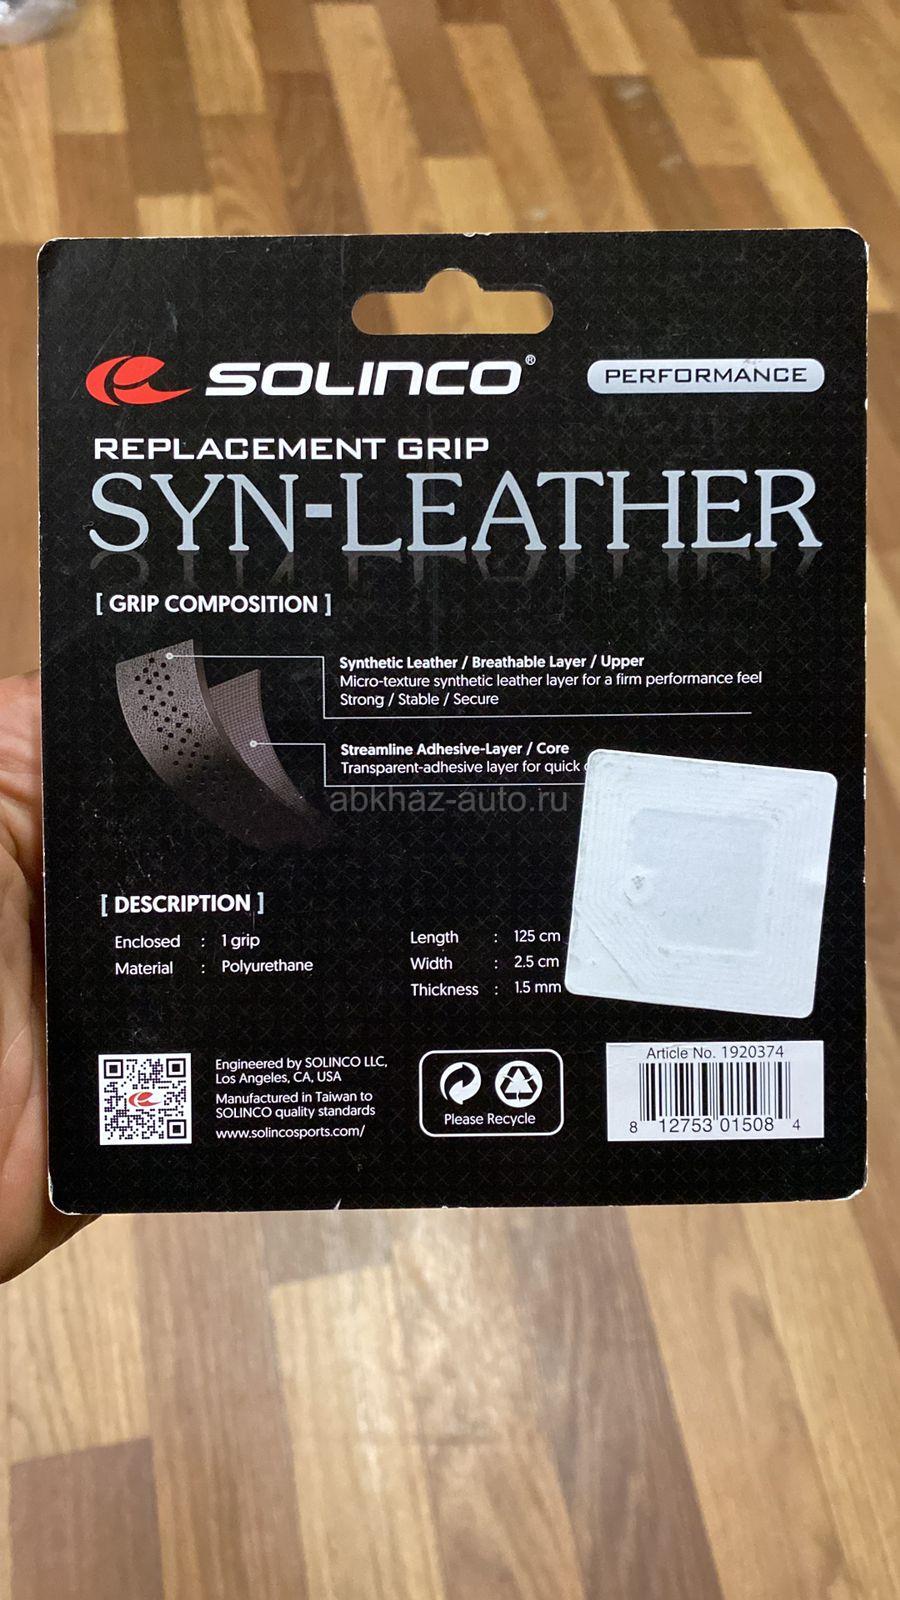 SOLINCO®
PERFORMANCE
REPLACEMENT GRIP
SYN-LEATHER
[ GRIP COMPOSITION ]
Synthetic Leather / Breathable Layer / Upper
Micro-texture synthetic leather layer for a firm performance feel
Strong / Stable / Secure
Streamline Adhesive-Layer / Core
Transparent-adhesive layer for quick
abkhaz-auto.ru
[ DESCRIPTION ]
Enclosed : 1 grip
Material : Polyurethane
Length : 125 cm
Width : 2.5 cm
Thickness : 1.5 mm
Engineered by SOLINCO LLC,
Los Angeles, CA, USA
Manufactured in Taiwan to
SOLINCO quality standards
www.solincosports.com/
Please Recycle
Article No. 1920374
8 12753 01508 4